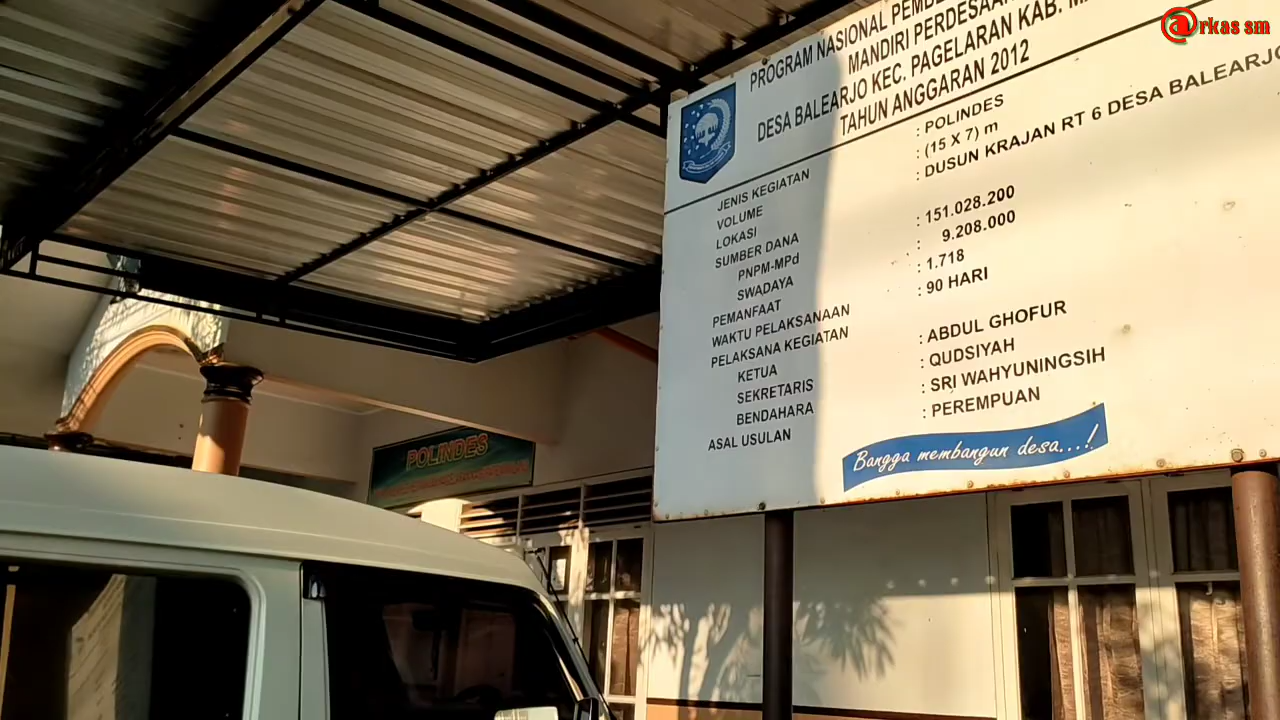 @rkas sm
PROGRAM NASIONAL
MANDIRI PERDESAAN
DESA BALEARJO KEC. PAGELARAN KAB.
TAHUN ANGGARAN 2012
JENIS KEGIATAN : POLINDES
VOLUME : (15 X 7) m
LOKASI : DUSUN KRAJAN RT 6 DESA BALEARJO
SUMBER DANA
PNPM-MPd : 151.028.200
SWADAYA : 9.208.000
PEMANFAAT : 1.718
WAKTU PELAKSANAAN : 90 HARI
PELAKSANA KEGIATAN
KETUA : ABDUL GHOFUR
SEKRETARIS : QUDSIYAH
BENDAHARA : SRI WAHYUNINGSIH
ASAL USULAN : PEREMPUAN
Bangga membangun desa...!
POLINDES